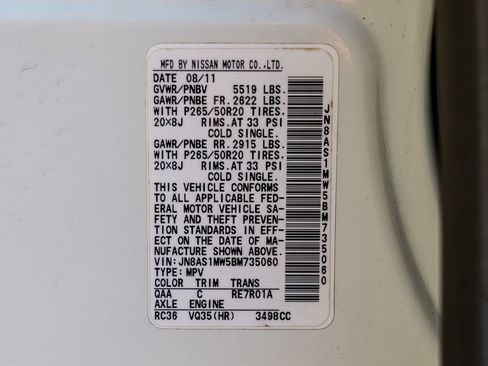 MFD BY NISSAN MOTOR CO.,LTD.
DATE 08/11
GVWR/PNBV 5519 LBS.
GAWR/PNBE FR.2622 LBS.
WITH P265/50R20 TIRES,
20×8J RIMS.AT 33 PSI
COLD SINGLE.
GAWR/PNBE RR.2915 LBS.
WITH P265/50R20 TIRES,
20×8J RIMS.AT 33 PSI
COLD SINGLE.
THIS VEHICLE CONFORMS
TO ALL APPLICABLE FED-
ERAL MOTOR VEHICLE SA-
FETY AND THEFT PREVEN-
TION STANDARDS IN EFF-
ECT ON THE DATE OF MA-
NUFACTURE SHOWN ABOVE.
VIN:JN8AS1MW5BM735060
TYPE: MPV
COLOR TRIM TRANS
QAA C RE7R01A
AXLE ENGINE
RC36 VQ35(HR) 3498CC
JN8AS1MW5BM735060